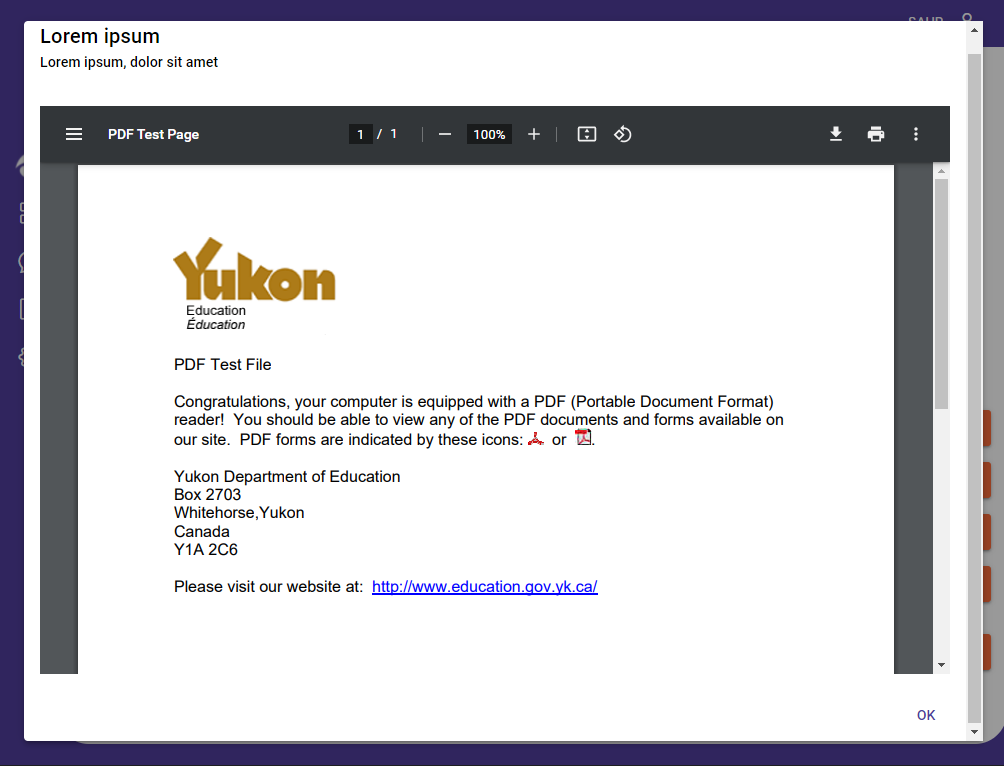 Lorem ipsum
Lorem ipsum, dolor sit amet
PDF Test Page
1 / 1
100%
Yukon
Education
Éducation
PDF Test File
Congratulations, your computer is equipped with a PDF (Portable Document Format)
reader!  You should be able to view any of the PDF documents and forms available on
our site.  PDF forms are indicated by these icons: or .
Yukon Department of Education
Box 2703
Whitehorse,Yukon
Canada
Y1A 2C6
Please visit our website at:  http://www.education.gov.yk.ca/
OK